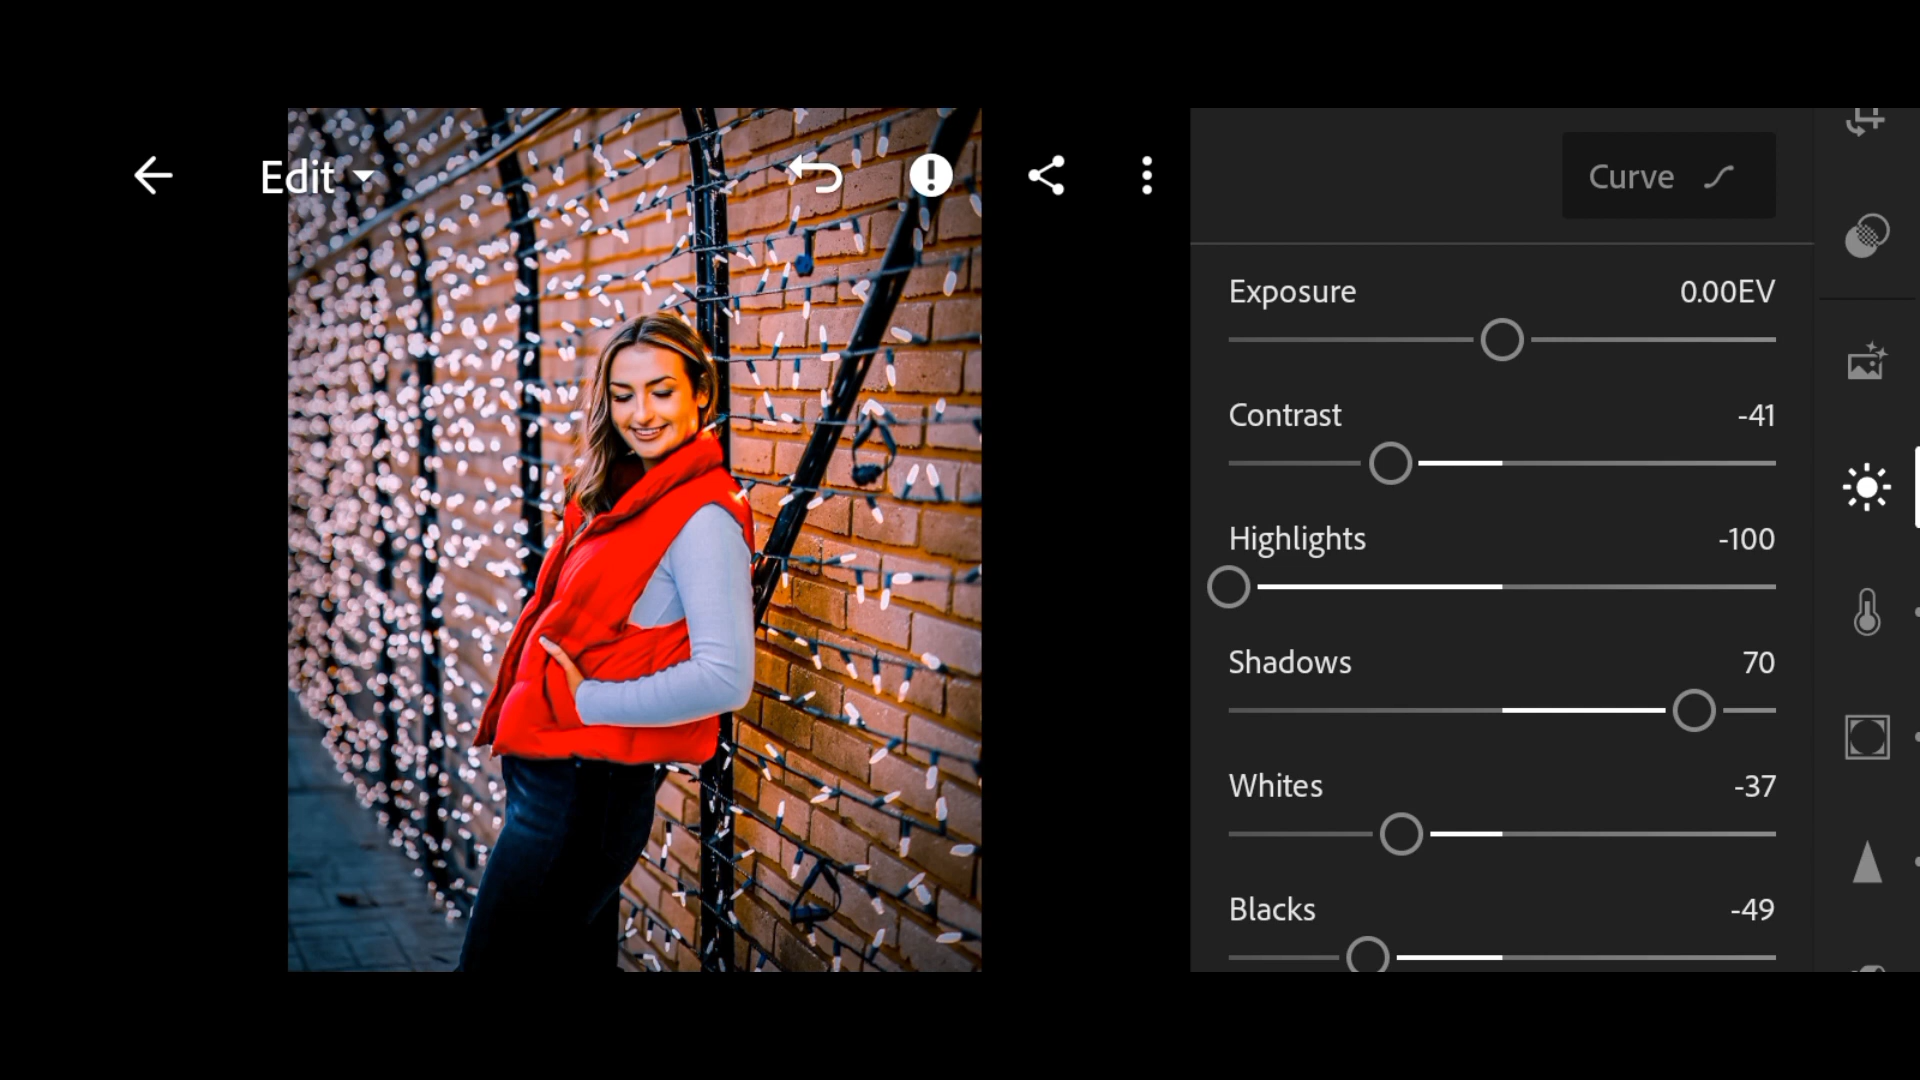 Edit
Curve
Exposure 0.00EV
Contrast -41
Highlights -100
Shadows 70
Whites -37
Blacks -49